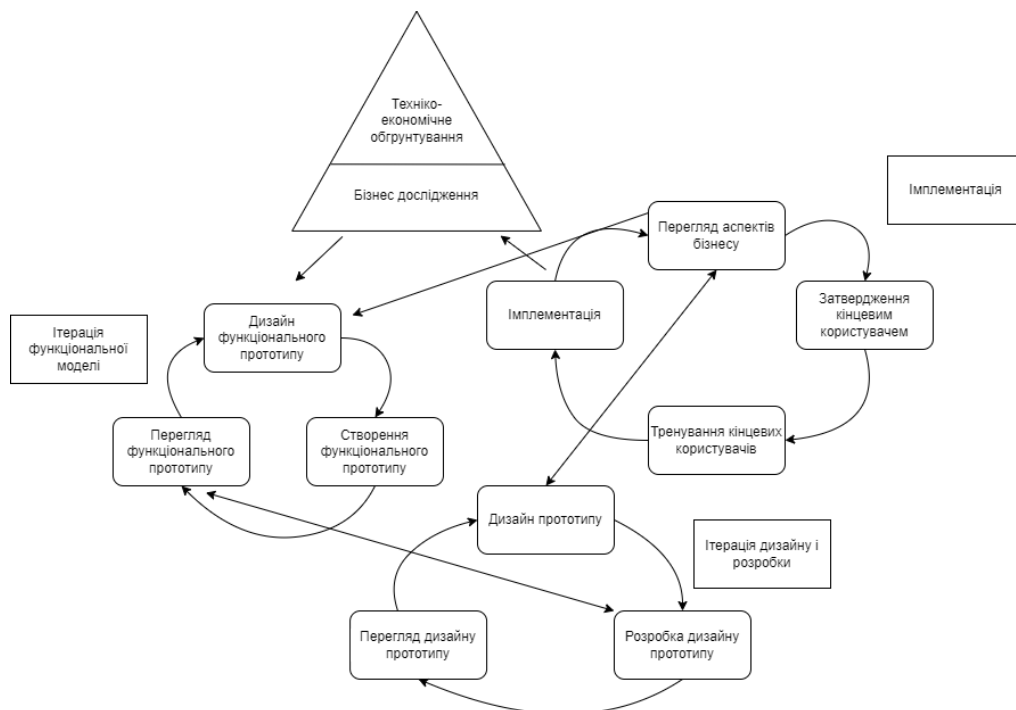 Техніко-
економічне
обгрунтування
Бізнес дослідження
Імплементація
Перегляд аспектів
бізнесу
Імплементація
Затвердження
кінцевим
користувачем
Дизайн
функціонального
прототипу
Ітерація
функціональної
моделі
Перегляд
функціонального
прототипу
Створення
функціонального
прототипу
Тренування кінцевих
користувачів
Дизайн прототипу
Ітерація дизайну і
розробки
Перегляд дизайну
прототипу
Розробка дизайну
прототипу